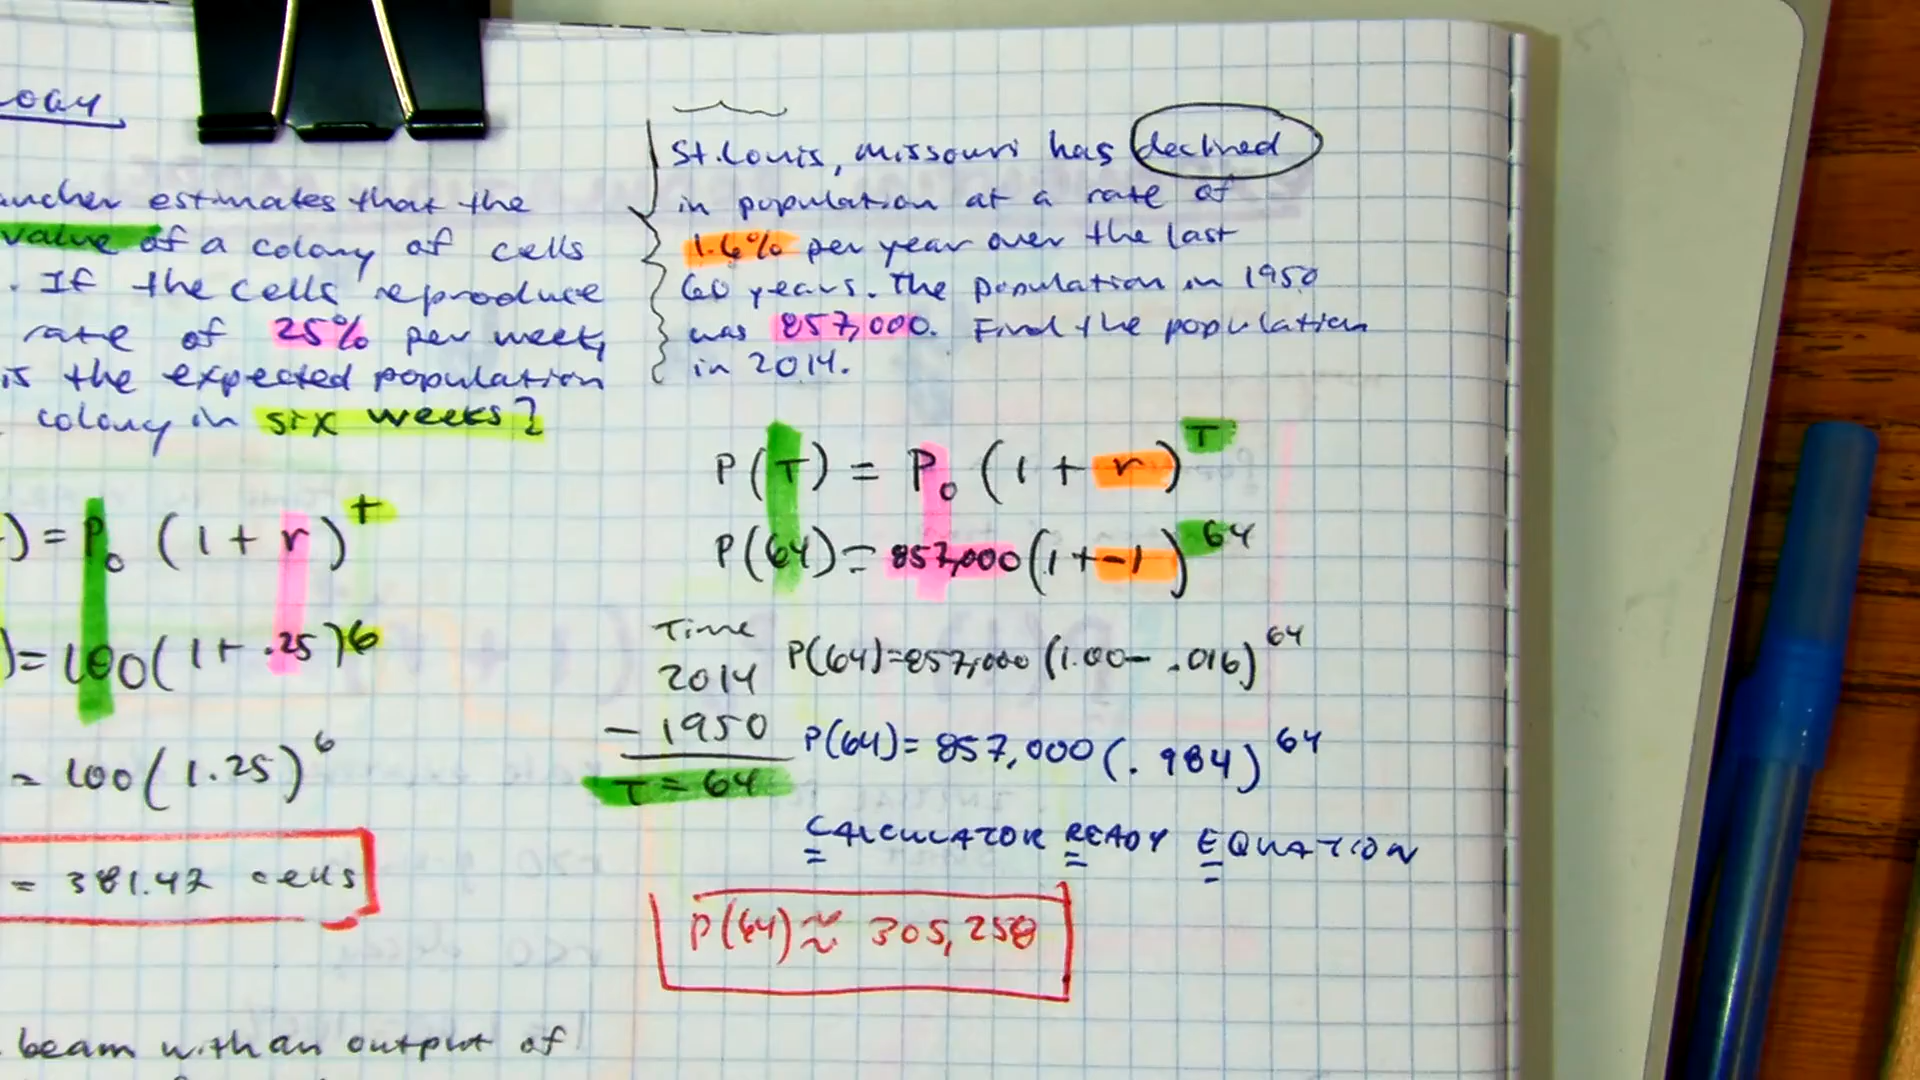 ogy
ancher estimates that the
value of a colony of cells
. If the cells reproduce
rate of 25% per week,
is the expected population
colony in six weeks?
) = P₀ (1 + r)ᵗ
) = 100 (1 + .25)⁶
= 100 (1.25)⁶
= 381.47 cells
beam with an output of
St. Louis, Missouri has declined
in population at a rate of
1.6% per year over the last
60 years. The population in 1950
was 857,000. Find the population
in 2014.
P(T) = P₀ (1 + r)ᵀ
P(64) = 857,000 (1 + -1)⁶⁴
Time
2014
- 1950
T = 64
P(64) = 857,000 (1.00 - .016)⁶⁴
P(64) = 857,000 (.984)⁶⁴
CALCULATOR READY EQUATION
P(64) ≈ 305,258